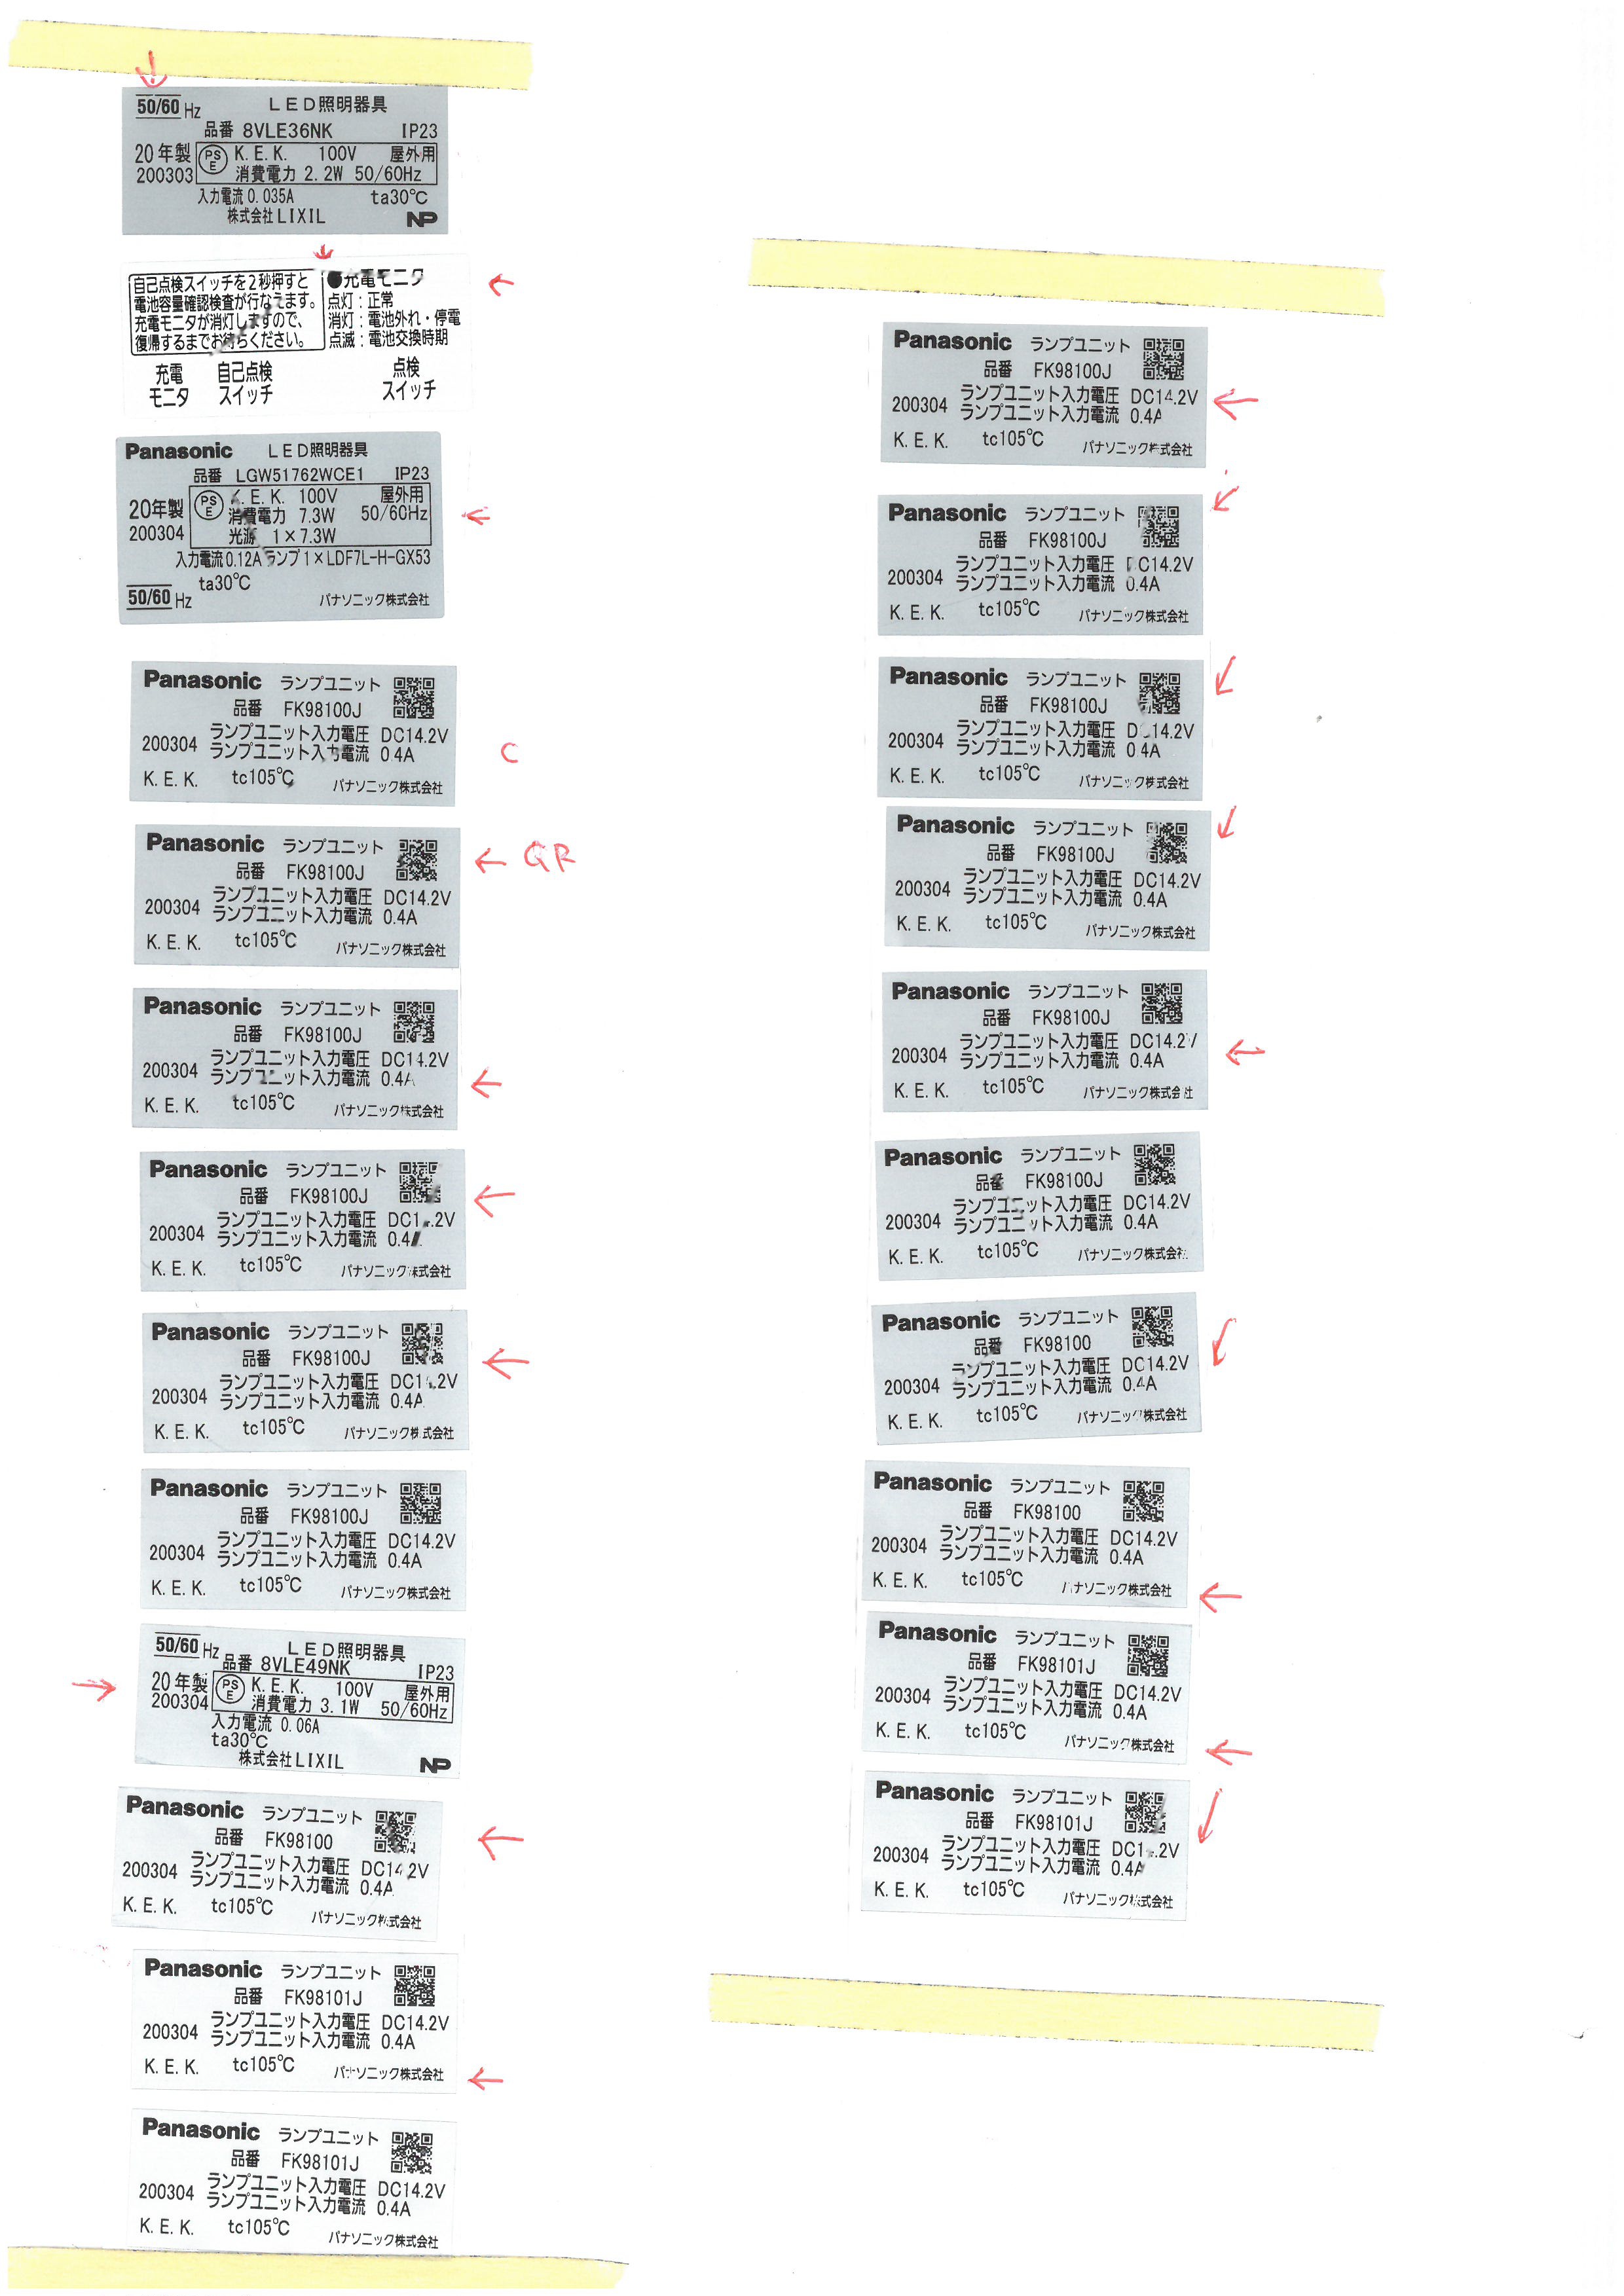 50/60 Hz LED照明器具
品番 8VLE36NK IP23
20年製 PSE K.E.K. 100V 屋外用
200303 消費電力 2.2W 50/60Hz
入力電流0.035A ta30℃
株式会社LIXIL NP
自己点検スイッチを2秒押すと
電池容量確認検査が行なえます。
充電モニタが消灯しますので、
復帰するまでお待ちください。
●充電モニタ
点灯:正常
消灯:電池外れ・停電
点滅:電池交換時期
充電モニタ
自己点検スイッチ
点検スイッチ
Panasonic LED照明器具
品番 LGW51762WCE1 IP23
20年製 PSE K.E.K. 100V 屋外用
200304 消費電力 7.3W 50/60Hz
光源 1×7.3W
入力電流0.12A ランプ1×LDF7L-H-GX53
ta30℃
50/60 Hz パナソニック株式会社
Panasonic ランプユニット
品番 FK98100J
ランプユニット入力電圧 DC14.2V
200304 ランプユニット入力電流 0.4A
K.E.K. tc105℃ パナソニック株式会社
C
Panasonic ランプユニット
品番 FK98100J
← QR
ランプユニット入力電圧 DC14.2V
200304 ランプユニット入力電流 0.4A
K.E.K. tc105℃ パナソニック株式会社
Panasonic ランプユニット
品番 FK98100J
ランプユニット入力電圧 DC14.2V
200304 ランプユニット入力電流 0.4A
K.E.K. tc105℃ パナソニック株式会社
Panasonic ランプユニット
品番 FK98100J
ランプユニット入力電圧 DC1 .2V
200304 ランプユニット入力電流 0.4
K.E.K. tc105℃ パナソニック株式会社
Panasonic ランプユニット
品番 FK98100J
ランプユニット入力電圧 DC1 .2V
200304 ランプユニット入力電流 0.4A
K.E.K. tc105℃ パナソニック株式会社
Panasonic ランプユニット
品番 FK98100J
ランプユニット入力電圧 DC14.2V
200304 ランプユニット入力電流 0.4A
K.E.K. tc105℃ パナソニック株式会社
50/60 Hz LED照明器具
品番 8VLE49NK IP23
20年製 PSE K.E.K. 100V 屋外用
200304 消費電力 3.1W 50/60Hz
入力電流 0.06A
ta30℃
株式会社LIXIL NP
Panasonic ランプユニット
品番 FK98100
ランプユニット入力電圧 DC14.2V
200304 ランプユニット入力電流 0.4A
K.E.K. tc105℃ パナソニック株式会社
Panasonic ランプユニット
品番 FK98101J
ランプユニット入力電圧 DC14.2V
200304 ランプユニット入力電流 0.4A
K.E.K. tc105℃ パナソニック株式会社
Panasonic ランプユニット
品番 FK98101J
ランプユニット入力電圧 DC14.2V
200304 ランプユニット入力電流 0.4A
K.E.K. tc105℃ パナソニック株式会社
Panasonic ランプユニット
品番 FK98100J
ランプユニット入力電圧 DC14.2V
200304 ランプユニット入力電流 0.4A
K.E.K. tc105℃ パナソニック株式会社
Panasonic ランプユニット
品番 FK98100J
ランプユニット入力電圧 DC14.2V
200304 ランプユニット入力電流 0.4A
K.E.K. tc105℃ パナソニック株式会社
Panasonic ランプユニット
品番 FK98100J
ランプユニット入力電圧 DC14.2V
200304 ランプユニット入力電流 0.4A
K.E.K. tc105℃ パナソニック株式会社
Panasonic ランプユニット
品番 FK98100J
ランプユニット入力電圧 DC14.2V
200304 ランプユニット入力電流 0.4A
K.E.K. tc105℃ パナソニック株式会社
Panasonic ランプユニット
品番 FK98100J
ランプユニット入力電圧 DC14.2V
200304 ランプユニット入力電流 0.4A
K.E.K. tc105℃ パナソニック株式会社
Panasonic ランプユニット
品番 FK98100J
ランプユニット入力電圧 DC14.2V
200304 ランプユニット入力電流 0.4A
K.E.K. tc105℃ パナソニック株式会社
Panasonic ランプユニット
品番 FK98100
ランプユニット入力電圧 DC14.2V
200304 ランプユニット入力電流 0.4A
K.E.K. tc105℃ パナソニック株式会社
Panasonic ランプユニット
品番 FK98100
ランプユニット入力電圧 DC14.2V
200304 ランプユニット入力電流 0.4A
K.E.K. tc105℃ パナソニック株式会社
Panasonic ランプユニット
品番 FK98101J
ランプユニット入力電圧 DC14.2V
200304 ランプユニット入力電流 0.4A
K.E.K. tc105℃ パナソニック株式会社
Panasonic ランプユニット
品番 FK98101J
ランプユニット入力電圧 DC1 .2V
200304 ランプユニット入力電流 0.4A
K.E.K. tc105℃ パナソニック株式会社